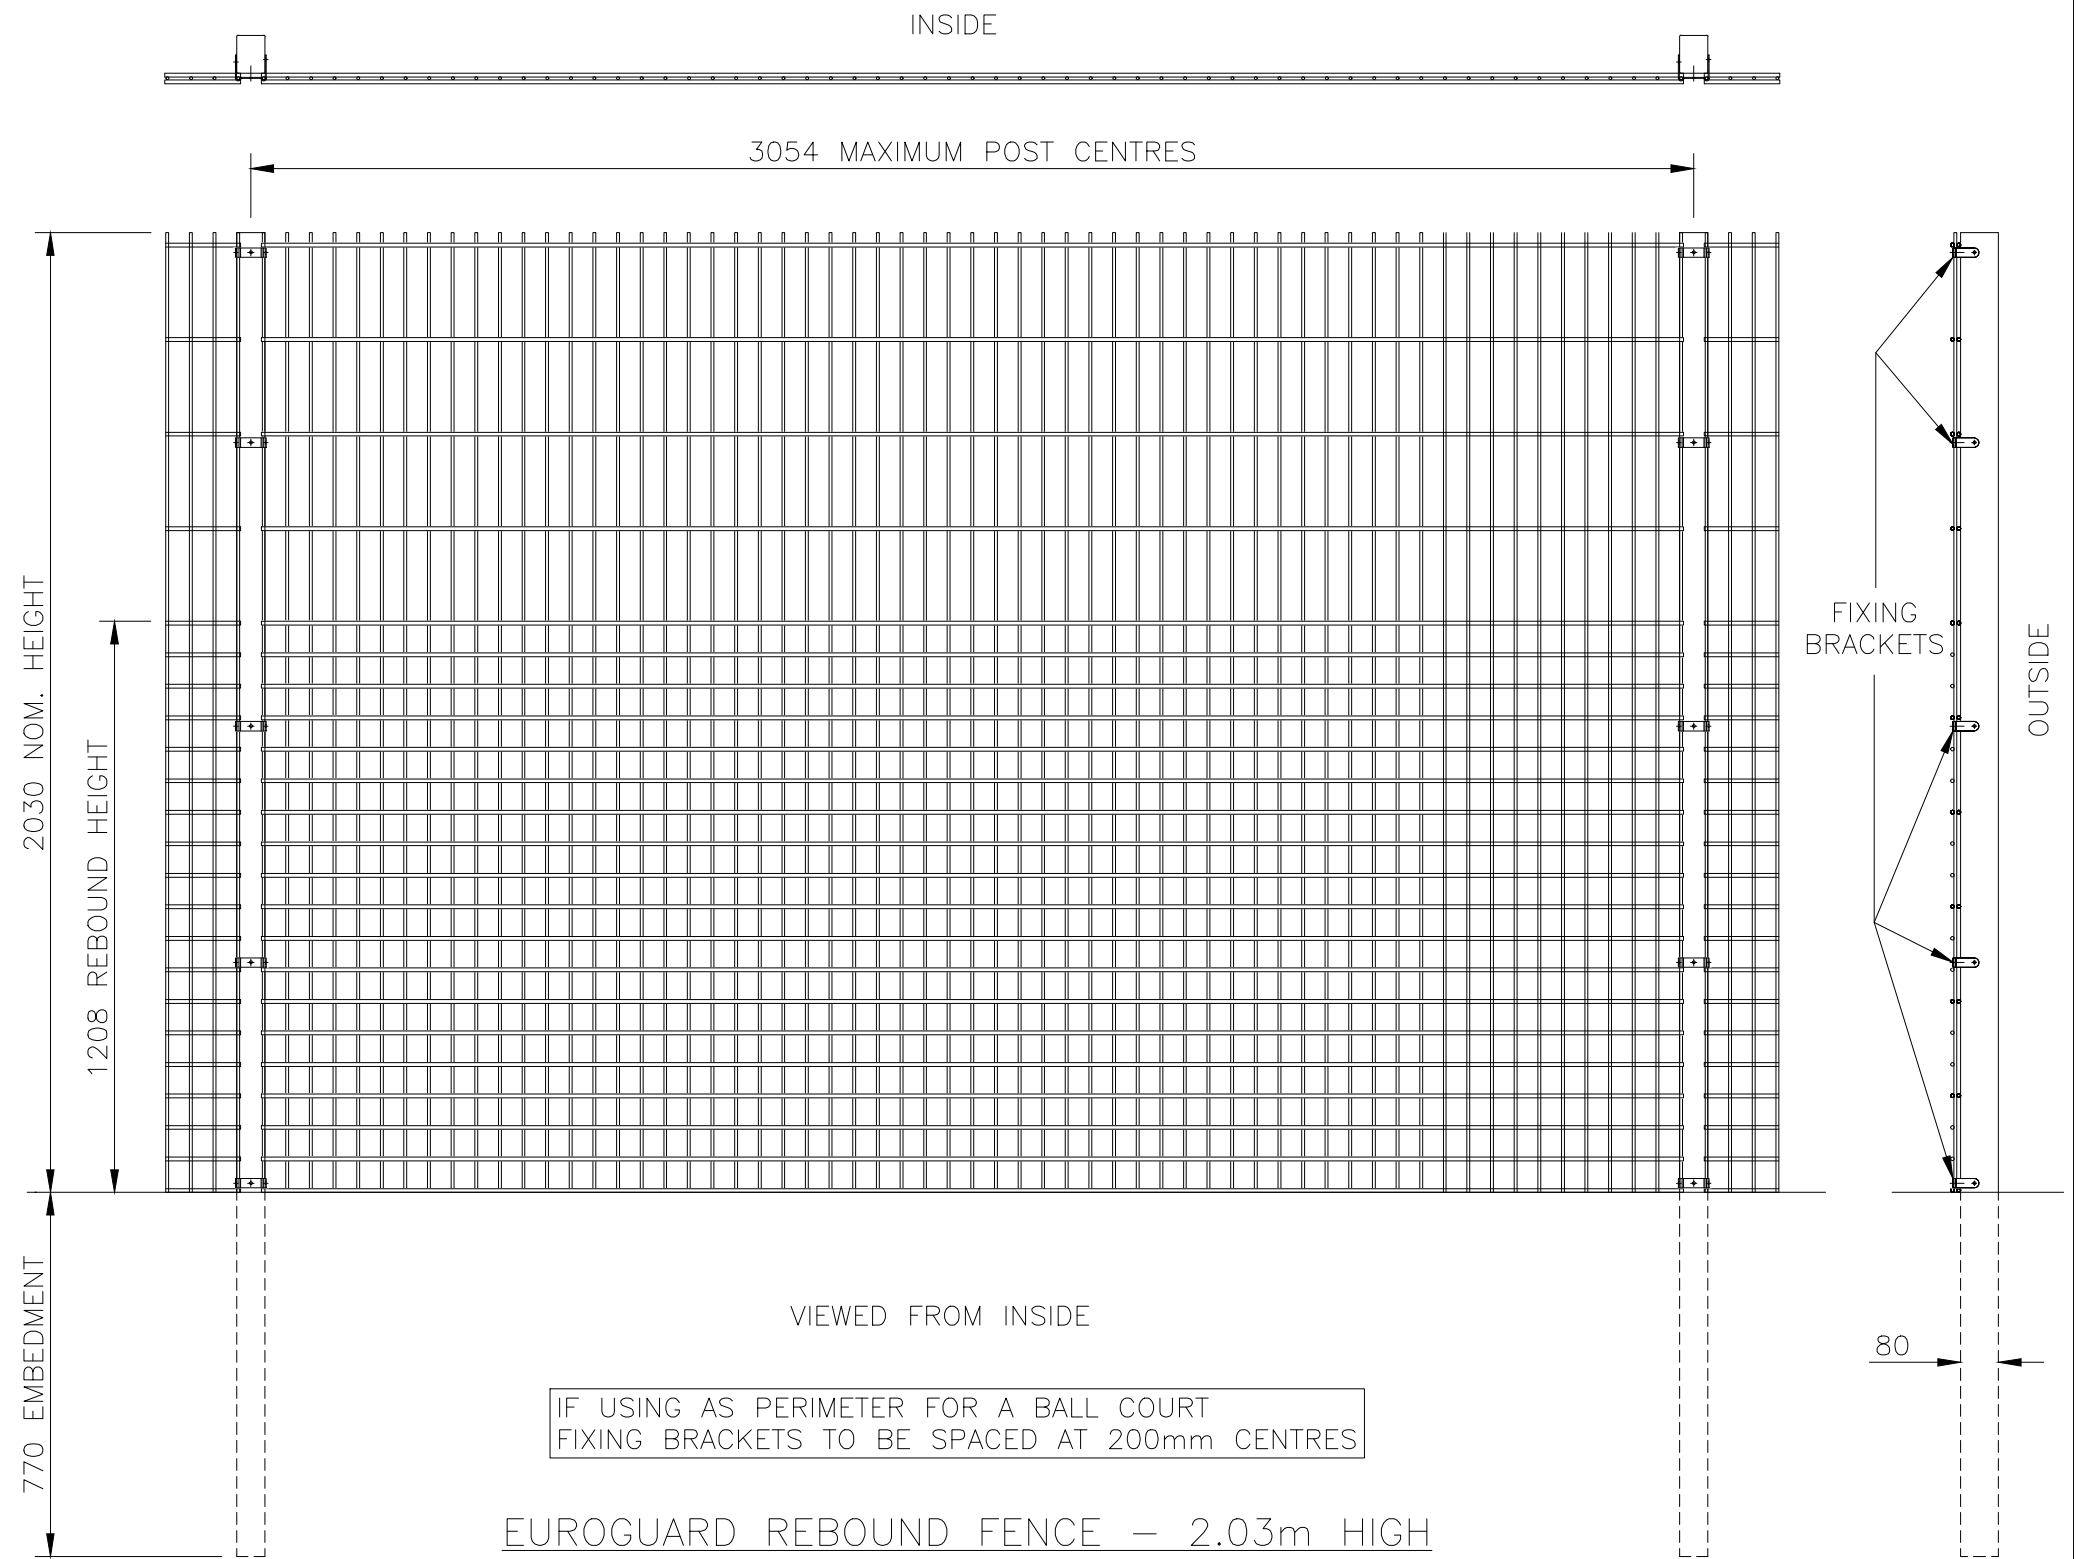 INSIDE
3054 MAXIMUM POST CENTRES
2030 NOM. HEIGHT
1208 REBOUND HEIGHT
FIXING
BRACKETS
OUTSIDE
770 EMBEDMENT
VIEWED FROM INSIDE
80
IF USING AS PERIMETER FOR A BALL COURT
FIXING BRACKETS TO BE SPACED AT 200mm CENTRES
EUROGUARD REBOUND FENCE – 2.03m HIGH